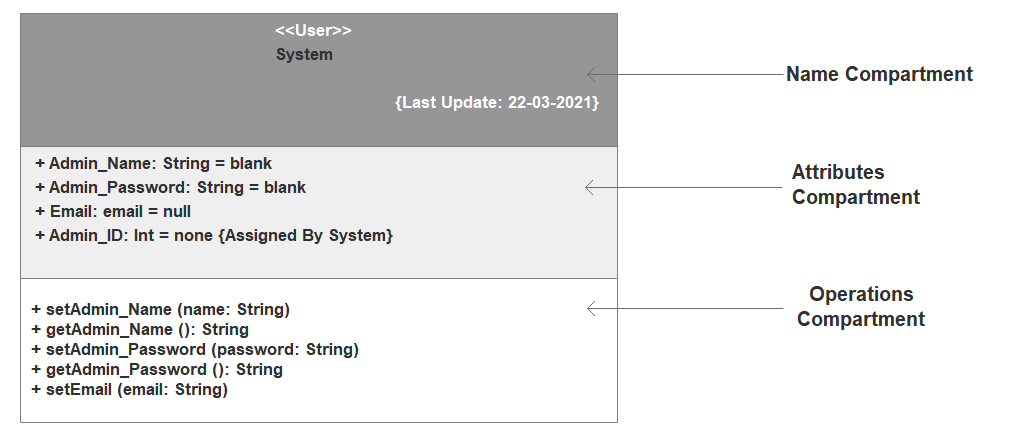 <<User>>
System
{Last Update: 22-03-2021}
Name Compartment
+ Admin_Name: String = blank
+ Admin_Password: String = blank
+ Email: email = null
+ Admin_ID: Int = none {Assigned By System}
Attributes
Compartment
+ setAdmin_Name (name: String)
+ getAdmin_Name (): String
+ setAdmin_Password (password: String)
+ getAdmin_Password (): String
+ setEmail (email: String)
Operations
Compartment